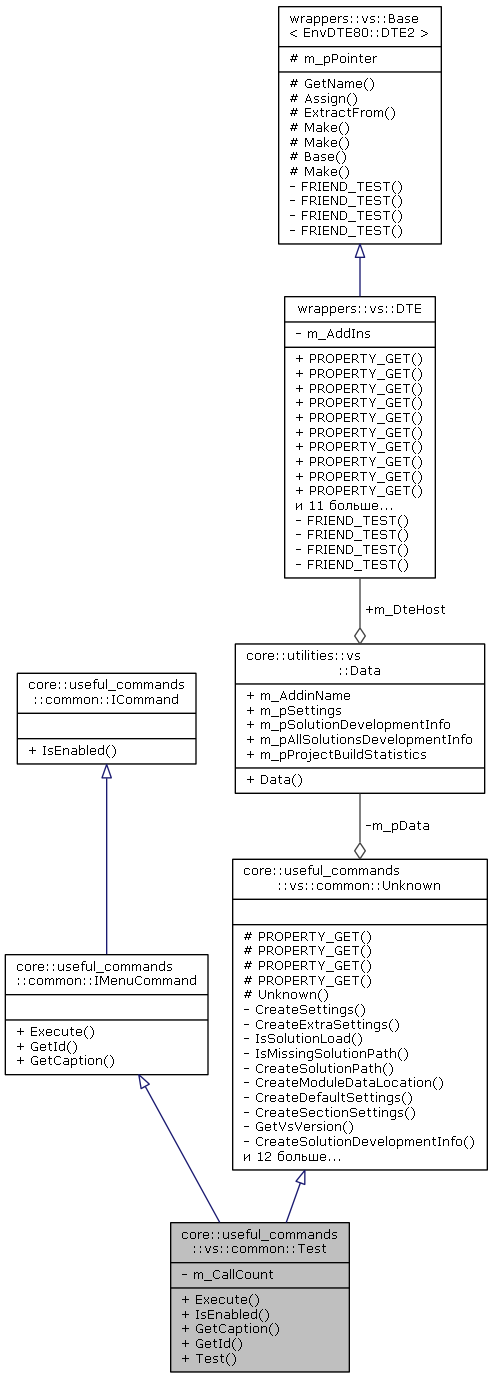 wrappers::vs::Base
< EnvDTE80::DTE2 >
# m_pPointer
# GetName()
# Assign()
# ExtractFrom()
# Make()
# Make()
# Base()
# Make()
- FRIEND_TEST()
- FRIEND_TEST()
- FRIEND_TEST()
- FRIEND_TEST()
wrappers::vs::DTE
- m_AddIns
+ PROPERTY_GET()
+ PROPERTY_GET()
+ PROPERTY_GET()
+ PROPERTY_GET()
+ PROPERTY_GET()
+ PROPERTY_GET()
+ PROPERTY_GET()
+ PROPERTY_GET()
+ PROPERTY_GET()
+ PROPERTY_GET()
и 11 больше...
- FRIEND_TEST()
- FRIEND_TEST()
- FRIEND_TEST()
- FRIEND_TEST()
+m_DteHost
core::utilities::vs
::Data
+ m_AddinName
+ m_pSettings
+ m_pSolutionDevelopmentInfo
+ m_pAllSolutionsDevelopmentInfo
+ m_pProjectBuildStatistics
+ Data()
core::useful_commands
::common::ICommand
+ IsEnabled()
-m_pData
core::useful_commands
::vs::common::Unknown
# PROPERTY_GET()
# PROPERTY_GET()
# PROPERTY_GET()
# PROPERTY_GET()
# Unknown()
- CreateSettings()
- CreateExtraSettings()
- IsSolutionLoad()
- IsMissingSolutionPath()
- CreateSolutionPath()
- CreateModuleDataLocation()
- CreateDefaultSettings()
- CreateSectionSettings()
- GetVsVersion()
- CreateSolutionDevelopmentInfo()
и 12 больше...
core::useful_commands
::common::IMenuCommand
+ Execute()
+ GetId()
+ GetCaption()
core::useful_commands
::vs::common::Test
- m_CallCount
+ Execute()
+ IsEnabled()
+ GetCaption()
+ GetId()
+ Test()